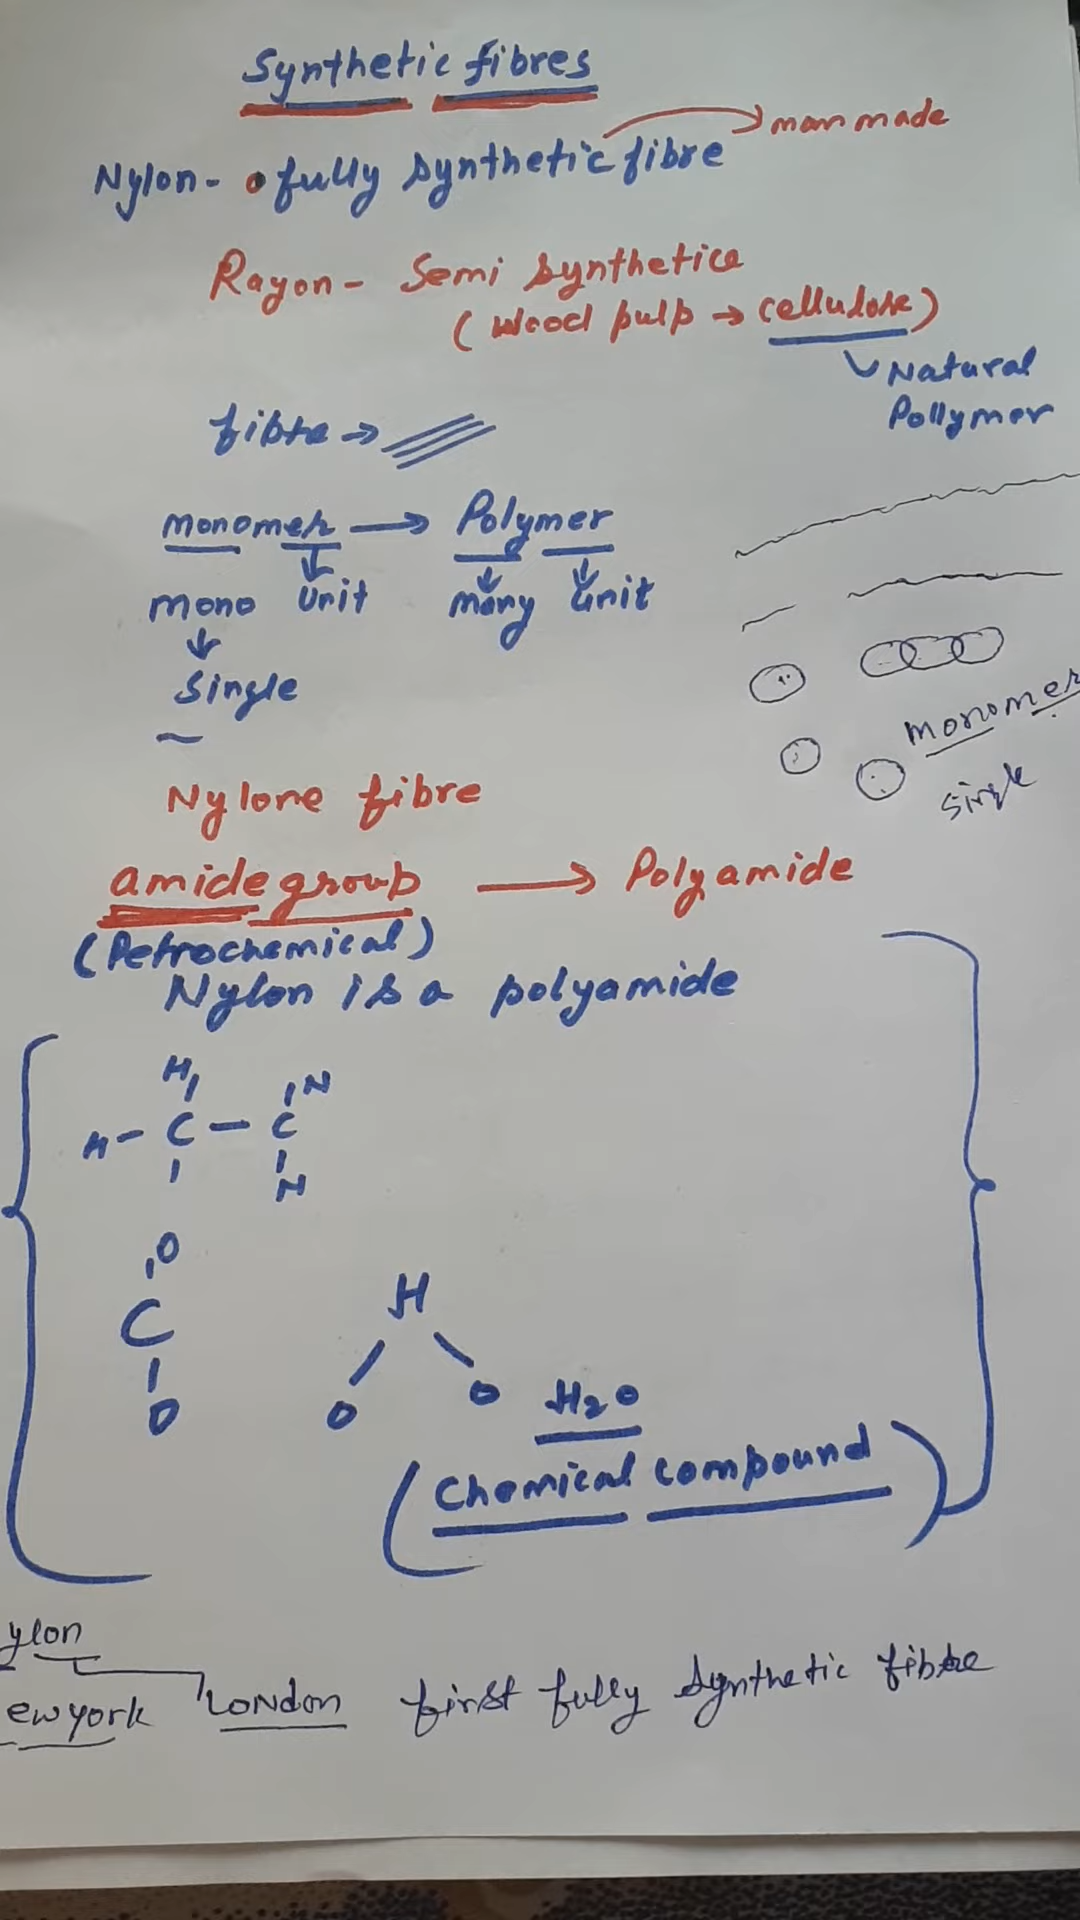 Synthetic fibres
man made
Nylon - fully synthetic fibre
Rayon - Semi synthetice
(wood pulp → cellulose)
Natural
Pollymer
fibre →
monomer → Polymer
mono unit many unit
Single
monomer
Single
Nylone fibre
amide group → Polyamide
(Petrochemical)
Nylon is a polyamide
H N
H - C - C
N
O
C
O
H
O O
H2O
(Chemical compound)
ylon
ewyork London first fully synthetic fibre